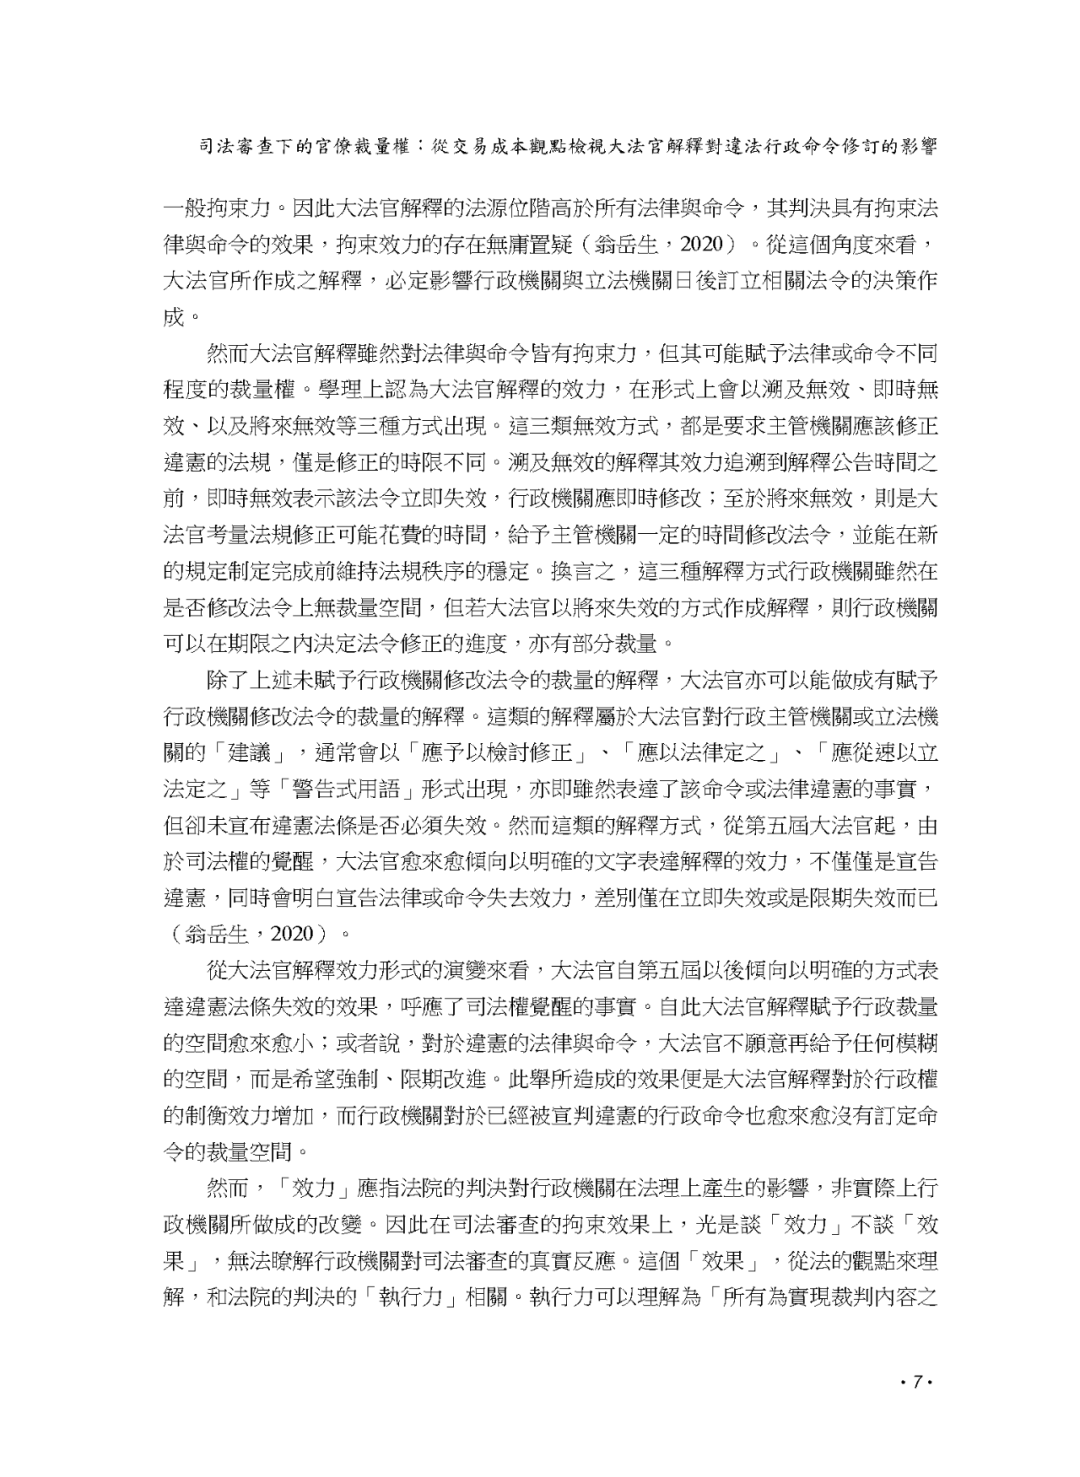 司法審查下的官僚裁量權：從交易成本觀點檢視大法官解釋對違法行政命令修訂的影響
一般拘束力。因此大法官解釋的法源位階高於所有法律與命令，其判決具有拘束法
律與命令的效果，拘束效力的存在無庸置疑（翁岳生，2020）。從這個角度來看，
大法官所作成之解釋，必定影響行政機關與立法機關日後訂立相關法令的決策作
成。
然而大法官解釋雖然對法律與命令皆有拘束力，但其可能賦予法律或命令不同
程度的裁量權。學理上認為大法官解釋的效力，在形式上會以溯及無效、即時無
效、以及將來無效等三種方式出現。這三類無效方式，都是要求主管機關應該修正
違憲的法規，僅是修正的時限不同。溯及無效的解釋其效力追溯到解釋公告時間之
前，即時無效表示該法令立即失效，行政機關應即時修改；至於將來無效，則是大
法官考量法規修正可能花費的時間，給予主管機關一定的時間修改法令，並能在新
的規定制定完成前維持法規秩序的穩定。換言之，這三種解釋方式行政機關雖然在
是否修改法令上無裁量空間，但若大法官以將來失效的方式作成解釋，則行政機關
可以在期限之內決定法令修正的進度，亦有部分裁量。
除了上述未賦予行政機關修改法令的裁量的解釋，大法官亦可以能做成有賦予
行政機關修改法令的裁量的解釋。這類的解釋屬於大法官對行政主管機關或立法機
關的「建議」，通常會以「應予以檢討修正」、「應以法律定之」、「應從速以立
法定之」等「警告式用語」形式出現，亦即雖然表達了該命令或法律違憲的事實，
但卻未宣布違憲法條是否必須失效。然而這類的解釋方式，從第五屆大法官起，由
於司法權的覺醒，大法官愈來愈傾向以明確的文字表達解釋的效力，不僅僅是宣告
違憲，同時會明白宣告法律或命令失去效力，差別僅在立即失效或是限期失效而已
（翁岳生，2020）。
從大法官解釋效力形式的演變來看，大法官自第五屆以後傾向以明確的方式表
達違憲法條失效的效果，呼應了司法權覺醒的事實。自此大法官解釋賦予行政裁量
的空間愈來愈小；或者說，對於違憲的法律與命令，大法官不願意再給予任何模糊
的空間，而是希望強制、限期改進。此舉所造成的效果便是大法官解釋對於行政權
的制衡效力增加，而行政機關對於已經被宣判違憲的行政命令也愈來愈沒有訂定命
令的裁量空間。
然而，「效力」應指法院的判決對行政機關在法理上產生的影響，非實際上行
政機關所做成的改變。因此在司法審查的拘束效果上，光是談「效力」不談「效
果」，無法瞭解行政機關對司法審查的真實反應。這個「效果」，從法的觀點來理
解，和法院的判決的「執行力」相關。執行力可以理解為「所有為實現裁判內容之
•7•